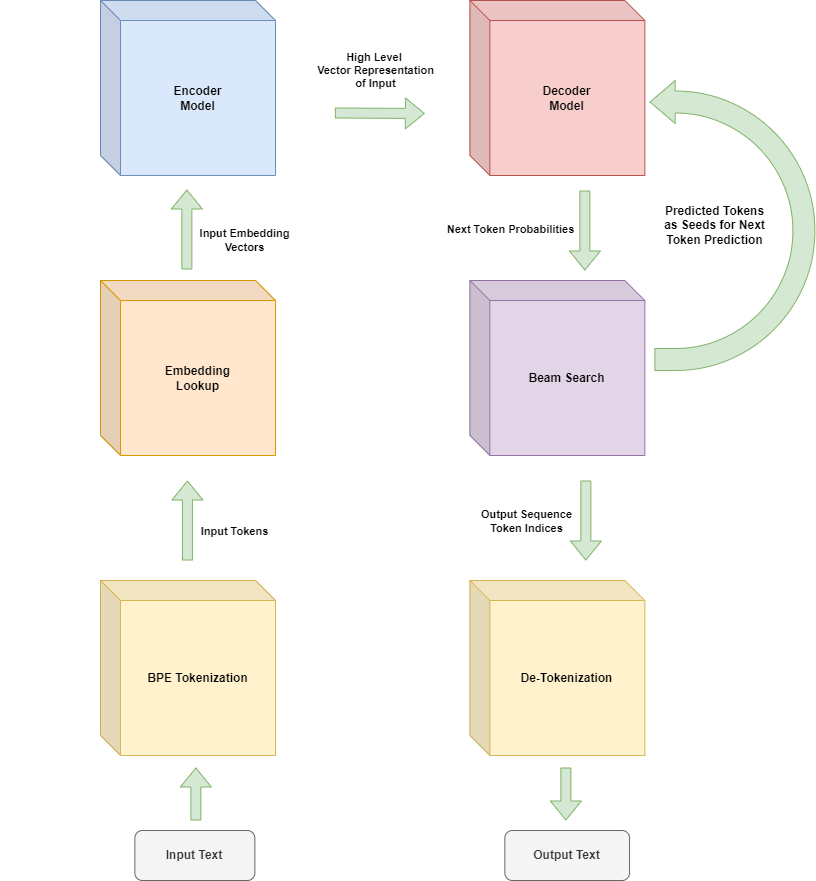 Encoder
Model
High Level
Vector Representation
of Input
Decoder
Model
Input Embedding
Vectors
Next Token Probabilities
Predicted Tokens
as Seeds for Next
Token Prediction
Embedding
Lookup
Beam Search
Input Tokens
Output Sequence
Token Indices
BPE Tokenization
De-Tokenization
Input Text
Output Text